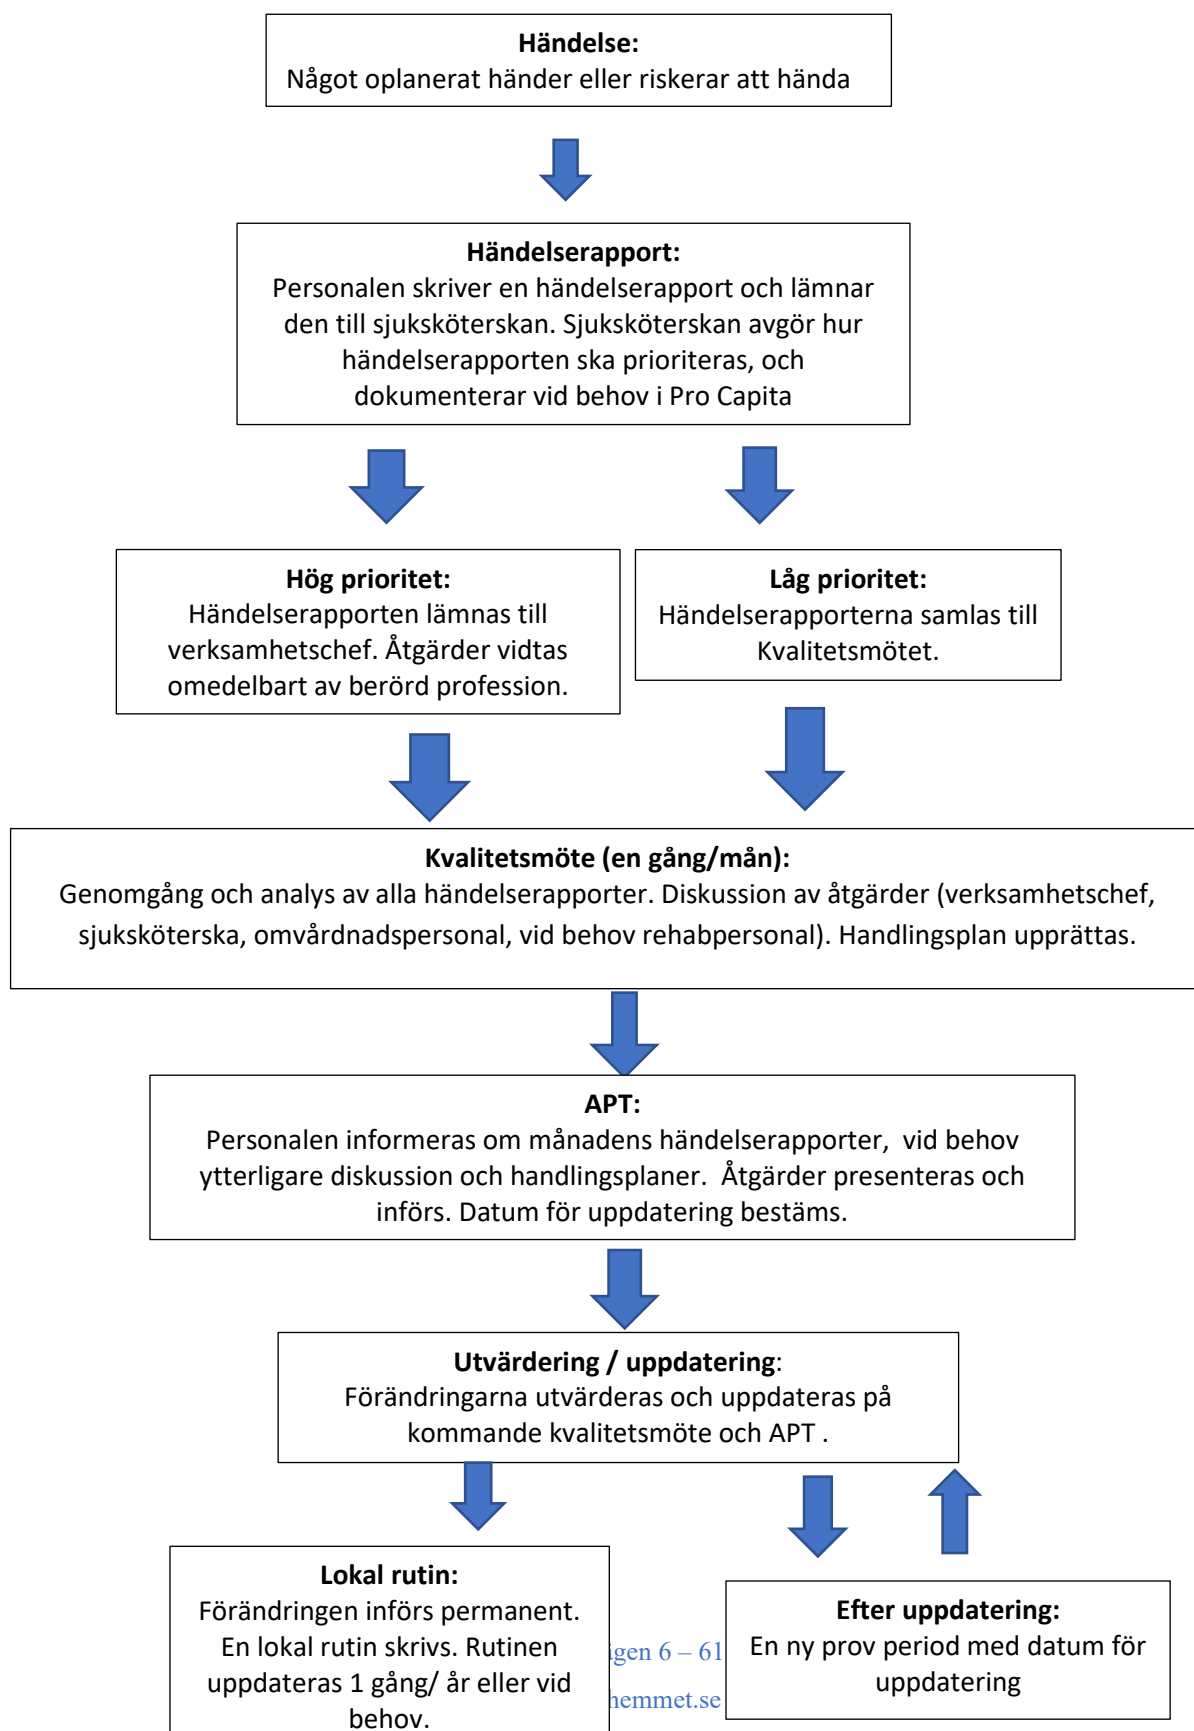 Händelse:
Något oplanerat händer eller riskerar att hända
Händelserapport:
Personalen skriver en händelserapport och lämnar
den till sjuksköterskan. Sjuksköterskan avgör hur
händelserapporten ska prioriteras, och
dokumenterar vid behov i Pro Capita
Hög prioritet:
Händelserapporten lämnas till
verksamhetschef. Åtgärder vidtas
omedelbart av berörd profession.
Låg prioritet:
Händelserapporterna samlas till
Kvalitetsmötet.
Kvalitetsmöte (en gång/mån):
Genomgång och analys av alla händelserapporter. Diskussion av åtgärder (verksamhetschef,
sjuksköterska, omvårdnadspersonal, vid behov rehabpersonal). Handlingsplan upprättas.
APT:
Personalen informeras om månadens händelserapporter, vid behov
ytterligare diskussion och handlingsplaner. Åtgärder presenteras och
införs. Datum för uppdatering bestäms.
Utvärdering / uppdatering:
Förändringarna utvärderas och uppdateras på
kommande kvalitetsmöte och APT .
Lokal rutin:
Förändringen införs permanent.
En lokal rutin skrivs. Rutinen
uppdateras 1 gång/ år eller vid
behov.
Efter uppdatering:
En ny prov period med datum för
uppdatering
gen 6 – 61
hemmet.se